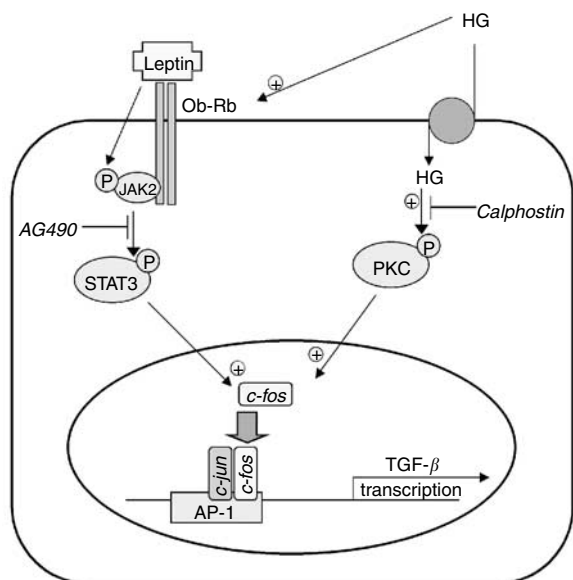 HG
Leptin
+
Ob-Rb
P
JAK2
HG
+
AG490
Calphostin
P
STAT3
P
PKC
+
+
c-fos
c-jun
c-fos
AP-1
TGF-β
transcription